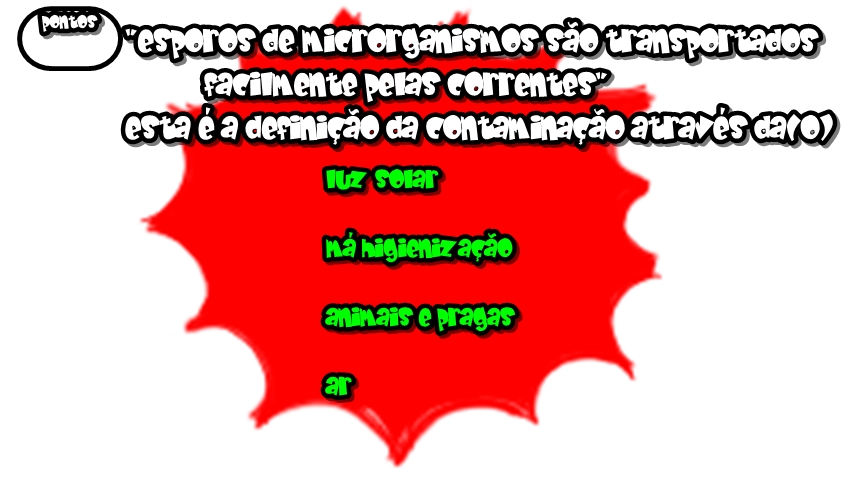 pontos
"esporos de microrganismos são transportados
facilmente pelas correntes"
esta é a definição da contaminação através da(o)
luz solar
má higienização
animais e pragas
ar